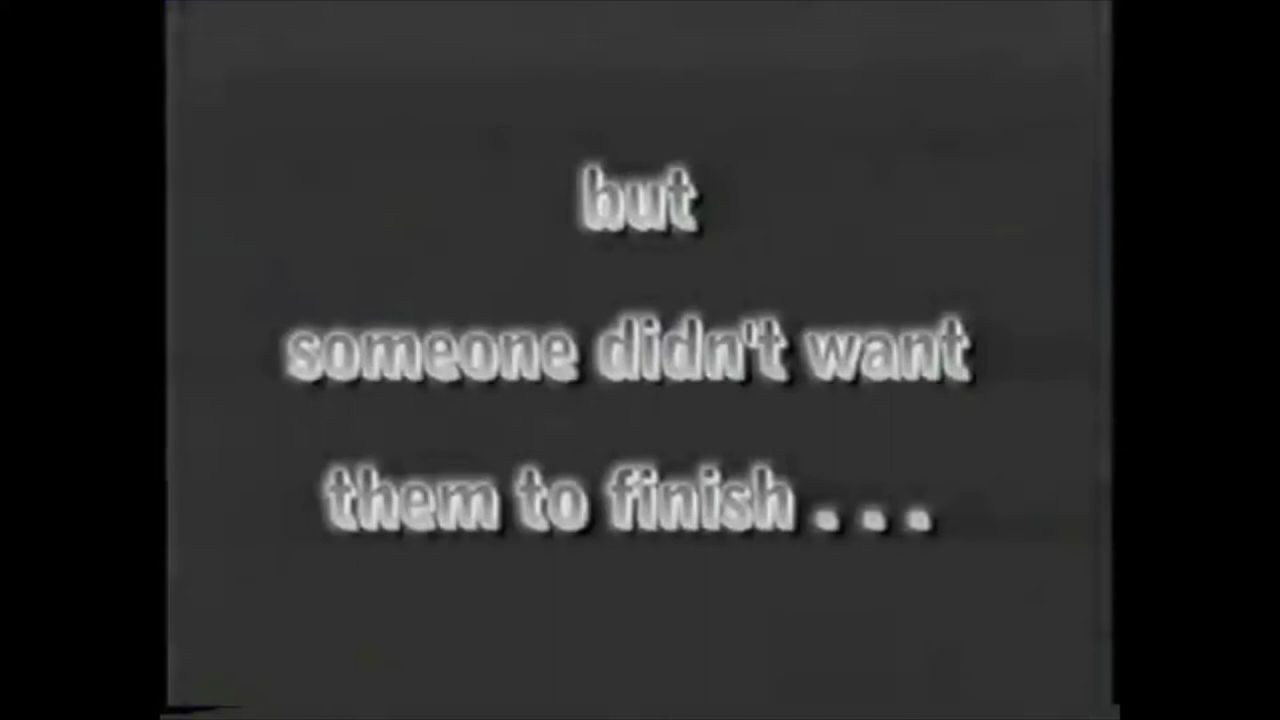 but
someone didn't want
them to finish . . .